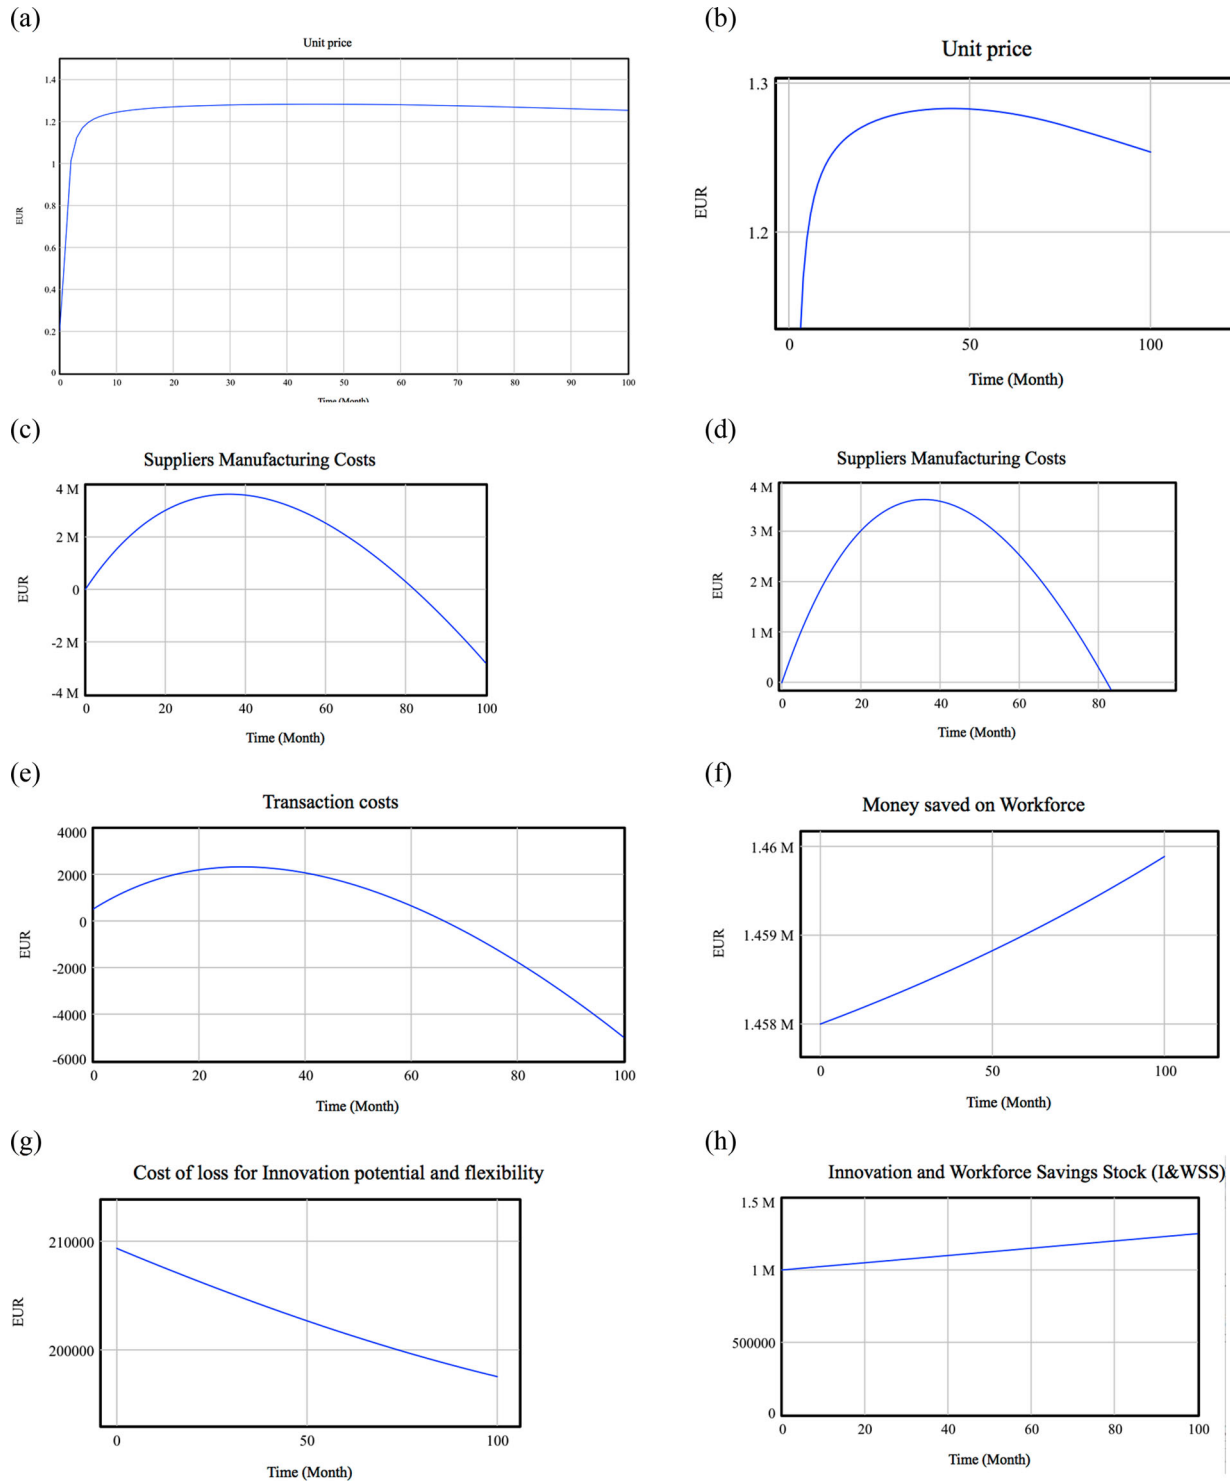 (a)
Unit price
1.4
1.2
1
0.8
0.6
0.4
0.2
0
EUR
0 10 20 30 40 50 60 70 80 90 100
Time (Month)
(b)
Unit price
1.3
1.2
EUR
0 50 100
Time (Month)
(c)
Suppliers Manufacturing Costs
4 M
2 M
0
-2 M
-4 M
EUR
0 20 40 60 80 100
Time (Month)
(d)
Suppliers Manufacturing Costs
4 M
3 M
2 M
1 M
0
EUR
0 20 40 60 80
Time (Month)
(e)
Transaction costs
4000
2000
0
-2000
-4000
-6000
EUR
0 20 40 60 80 100
Time (Month)
(f)
Money saved on Workforce
1.46 M
1.459 M
1.458 M
EUR
0 50 100
Time (Month)
(g)
Cost of loss for Innovation potential and flexibility
210000
200000
EUR
0 50 100
Time (Month)
(h)
Innovation and Workforce Savings Stock (I&WSS)
1.5 M
1 M
500000
0
EUR
0 20 40 60 80 100
Time (Month)